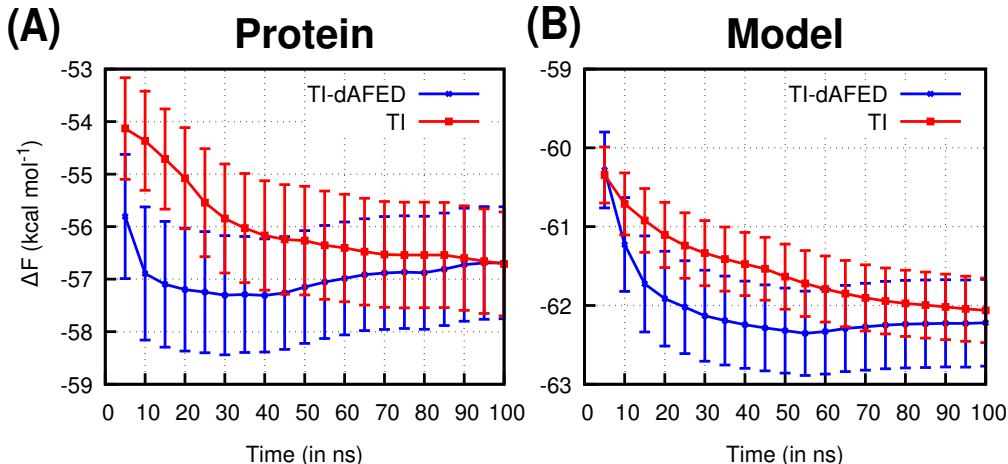 (A) Protein
-53
-54
-55
-56
-57
-58
-59
ΔF (kcal mol⁻¹)
TI-dAFED
TI
0 10 20 30 40 50 60 70 80 90 100
Time (in ns)
(B) Model
-59
-60
-61
-62
-63
TI-dAFED
TI
0 10 20 30 40 50 60 70 80 90 100
Time (in ns)